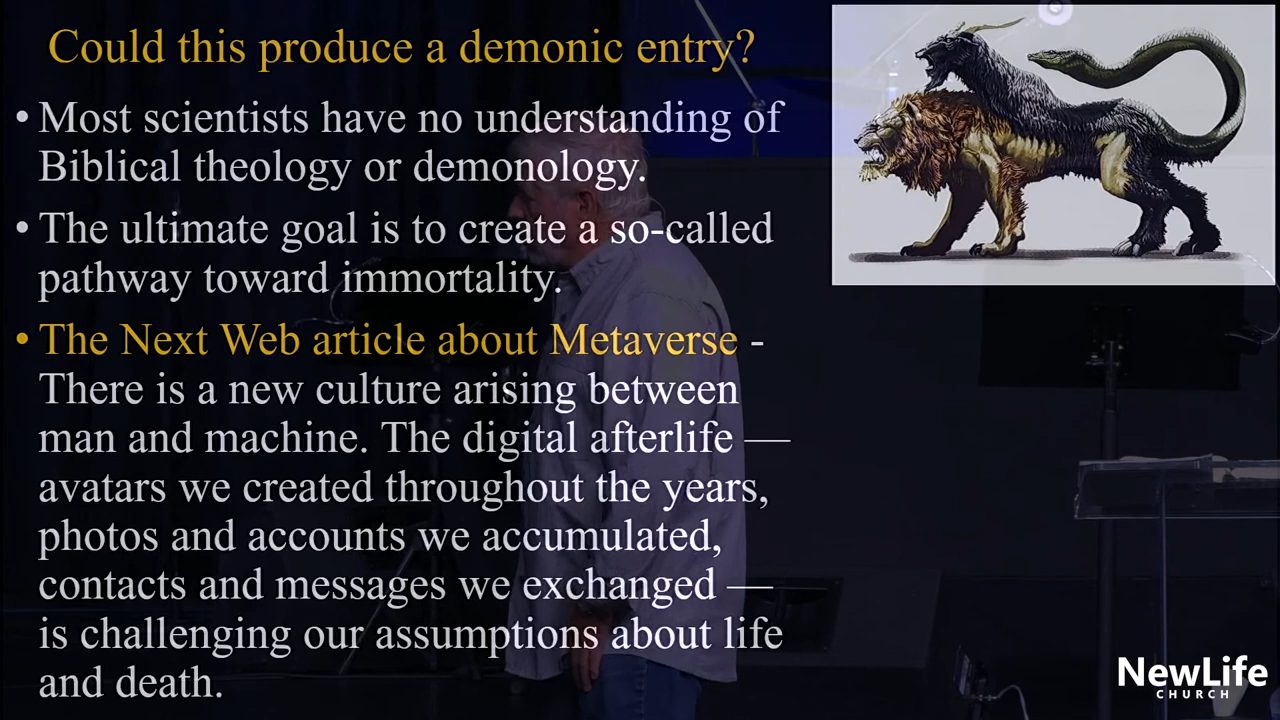 Could this produce a demonic entry?
• Most scientists have no understanding of
Biblical theology or demonology.
• The ultimate goal is to create a so-called
pathway toward immortality.
• The Next Web article about Metaverse -
There is a new culture arising between
man and machine. The digital afterlife —
avatars we created throughout the years,
photos and accounts we accumulated,
contacts and messages we exchanged —
is challenging our assumptions about life
and death.
NewLife
CHURCH